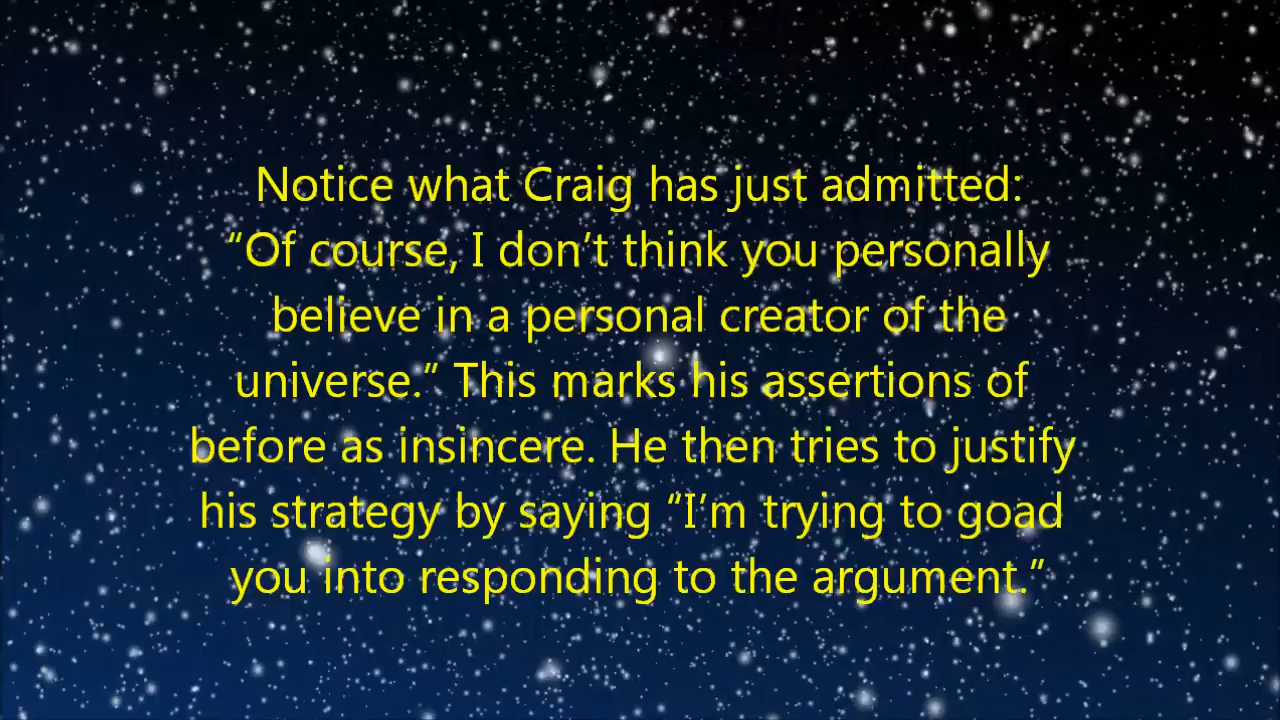 Notice what Craig has just admitted:
“Of course, I don’t think you personally
believe in a personal creator of the
universe.” This marks his assertions of
before as insincere. He then tries to justify
his strategy by saying “I’m trying to goad
you into responding to the argument.”